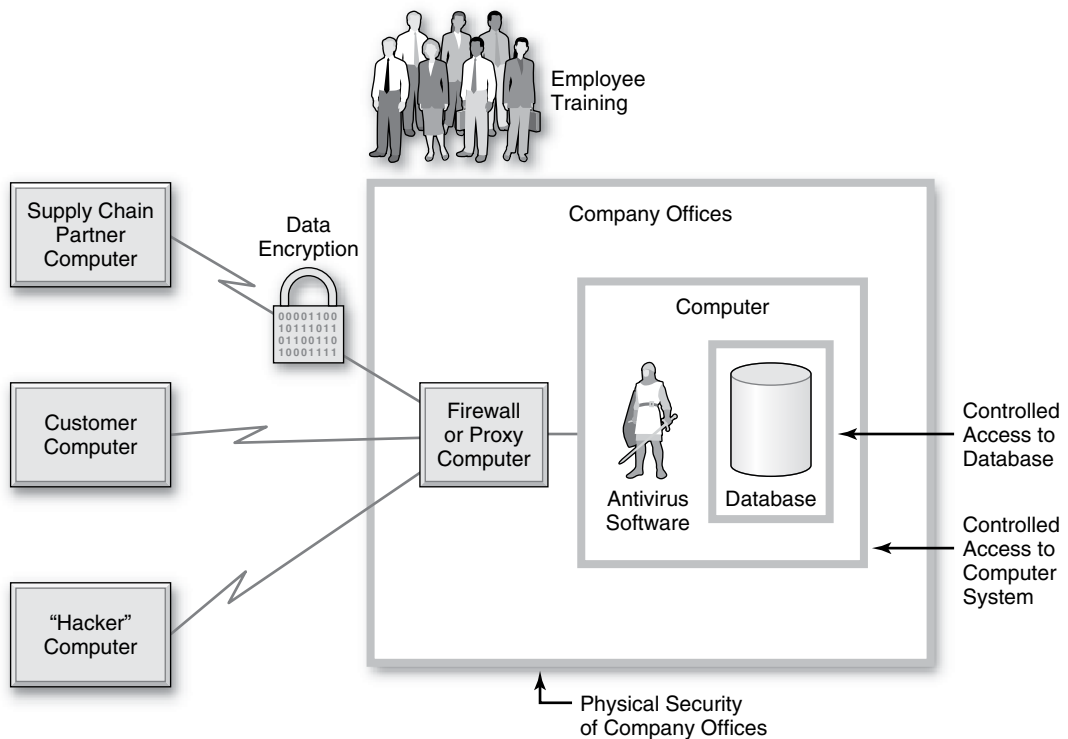 Employee
Training
Company Offices
Supply Chain
Partner
Computer
Data
Encryption
00001100
10111011
01100110
10001111
Computer
Customer
Computer
Firewall
or Proxy
Computer
Antivirus
Software
Database
Controlled
Access to
Database
Controlled
Access to
Computer
System
“Hacker”
Computer
Physical Security
of Company Offices